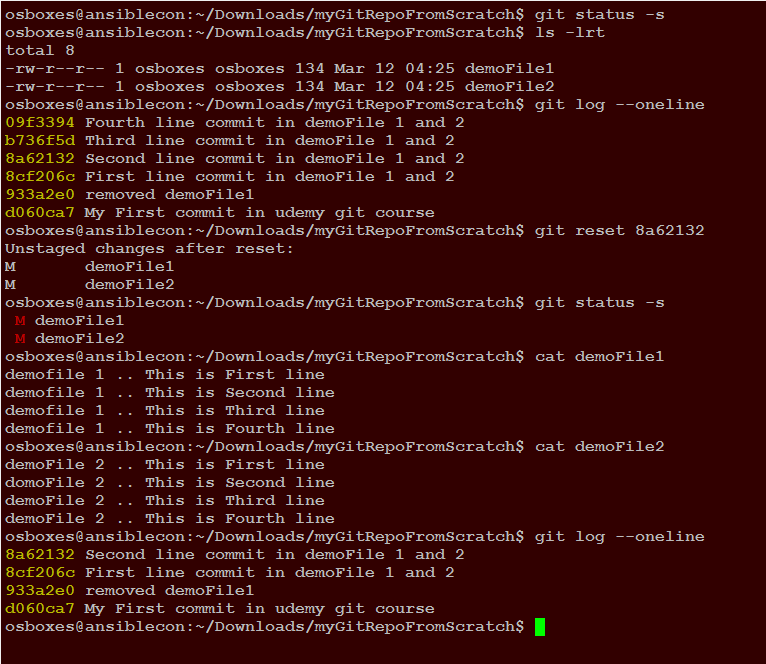 osboxes@ansiblecon:~/Downloads/myGitRepoFromScratch$ git status -s
osboxes@ansiblecon:~/Downloads/myGitRepoFromScratch$ ls -lrt
total 8
-rw-r--r-- 1 osboxes osboxes 134 Mar 12 04:25 demoFile1
-rw-r--r-- 1 osboxes osboxes 134 Mar 12 04:25 demoFile2
osboxes@ansiblecon:~/Downloads/myGitRepoFromScratch$ git log --oneline
09f3394 Fourth line commit in demoFile 1 and 2
b736f5d Third line commit in demoFile 1 and 2
8a62132 Second line commit in demoFile 1 and 2
8cf206c First line commit in demoFile 1 and 2
933a2e0 removed demoFile1
d060ca7 My First commit in udemy git course
osboxes@ansiblecon:~/Downloads/myGitRepoFromScratch$ git reset 8a62132
Unstaged changes after reset:
M       demoFile1
M       demoFile2
osboxes@ansiblecon:~/Downloads/myGitRepoFromScratch$ git status -s
 M demoFile1
 M demoFile2
osboxes@ansiblecon:~/Downloads/myGitRepoFromScratch$ cat demoFile1
demofile 1 .. This is First line
demofile 1 .. This is Second line
demofile 1 .. This is Third line
demofile 1 .. This is Fourth line
osboxes@ansiblecon:~/Downloads/myGitRepoFromScratch$ cat demoFile2
demoFile 2 .. This is First line
domoFile 2 .. This is Second line
demoFile 2 .. This is Third line
demoFile 2 .. This is Fourth line
osboxes@ansiblecon:~/Downloads/myGitRepoFromScratch$ git log --oneline
8a62132 Second line commit in demoFile 1 and 2
8cf206c First line commit in demoFile 1 and 2
933a2e0 removed demoFile1
d060ca7 My First commit in udemy git course
osboxes@ansiblecon:~/Downloads/myGitRepoFromScratch$